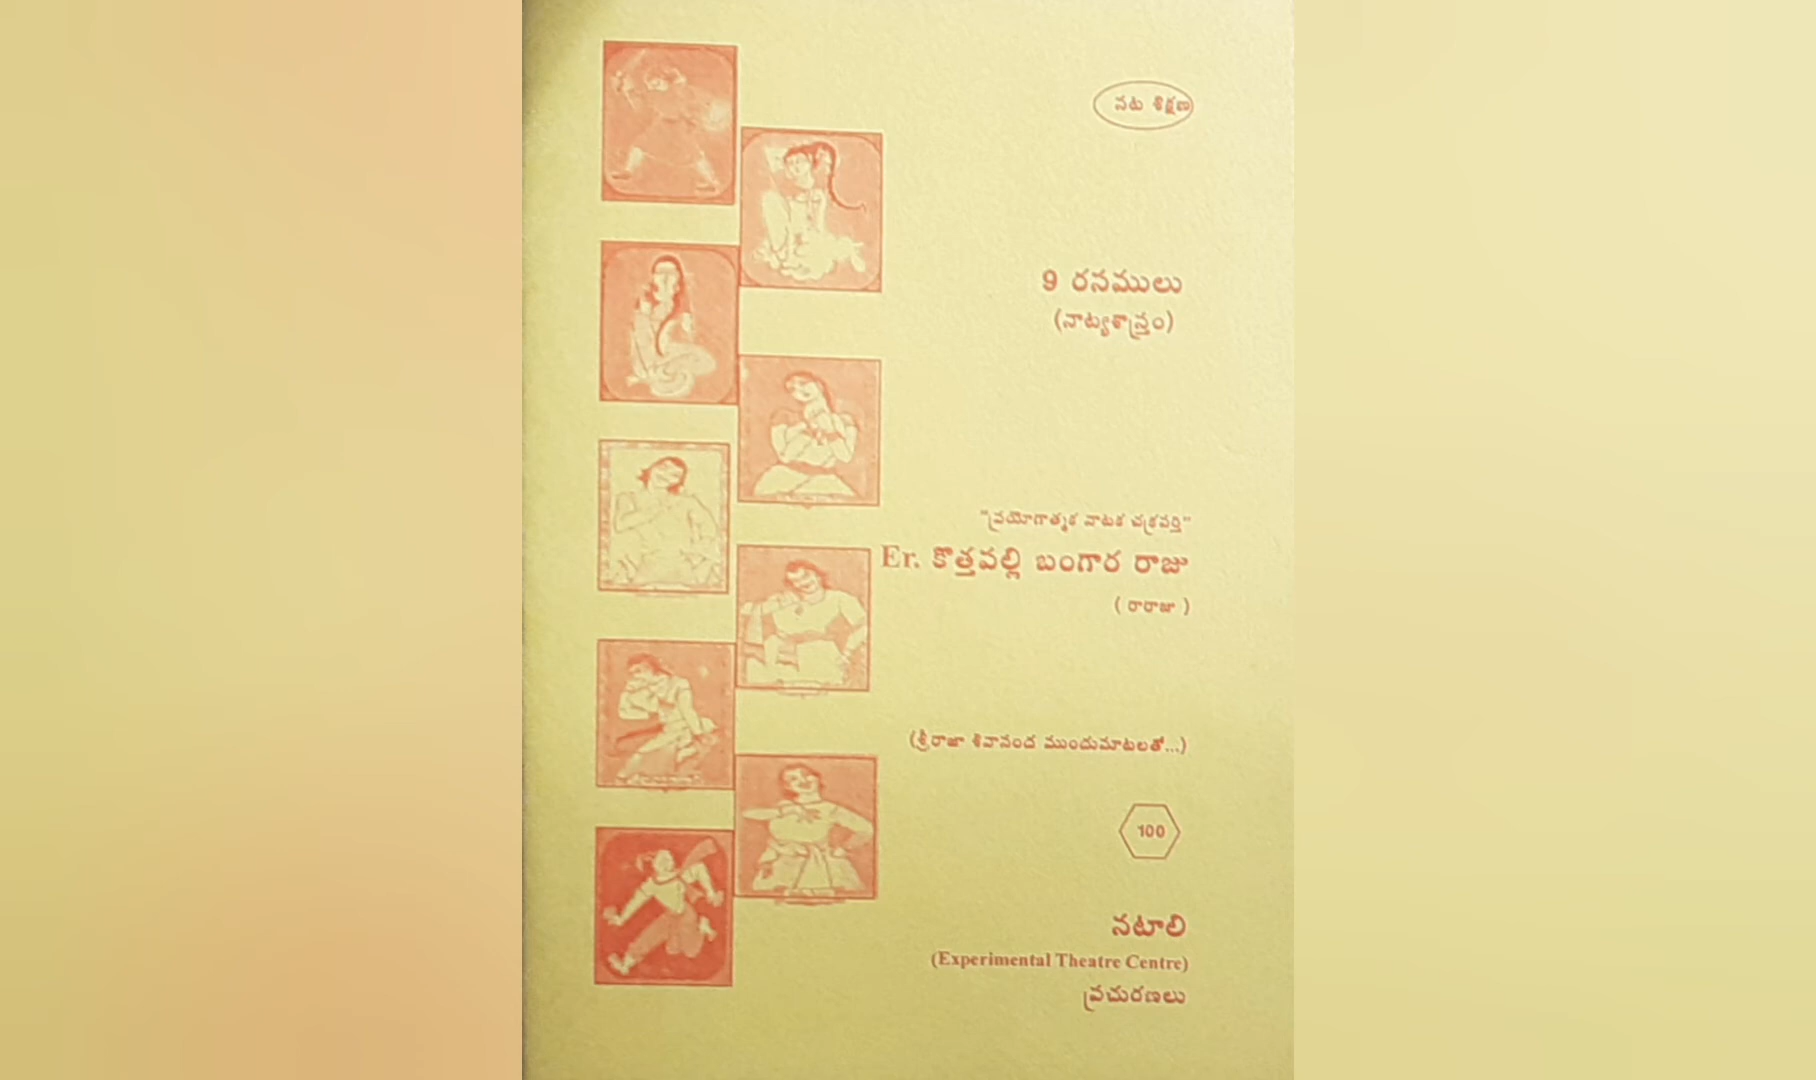 నట శిక్షణ
9 రసములు
(నాట్యశాస్త్రం)
"ప్రయోగాత్మక నాటక చక్రవర్తి"
Er. కొత్తపల్లి బంగార రాజు
( రారాజు )
(శ్రీ రాజా శివానంద ముందుమాటలతో...)
100
నటాలి
(Experimental Theatre Centre)
ప్రచురణలు